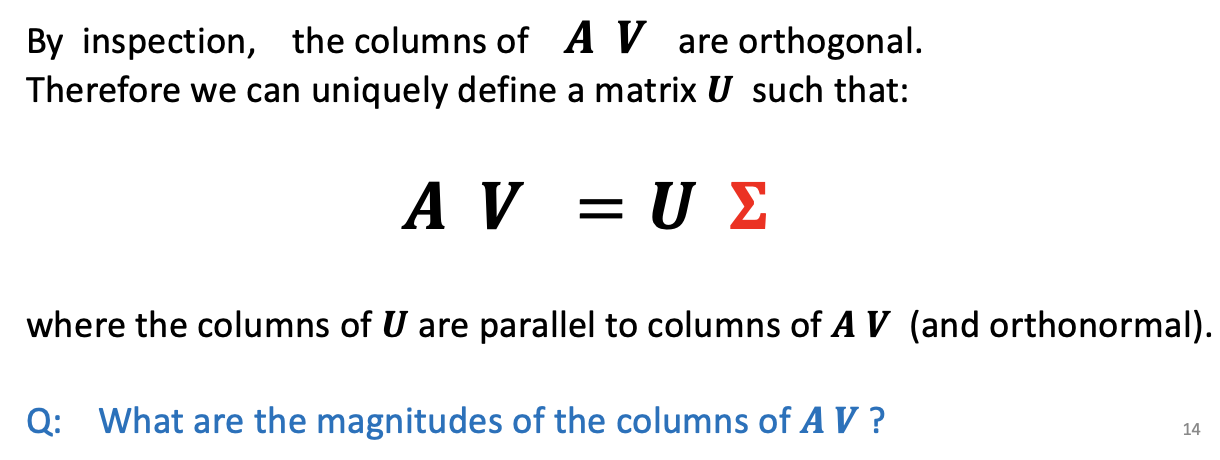 By inspection, the columns of A V are orthogonal.
Therefore we can uniquely define a matrix U such that:
A V = U Σ
where the columns of U are parallel to columns of A V (and orthonormal).
Q: What are the magnitudes of the columns of A V ?
14